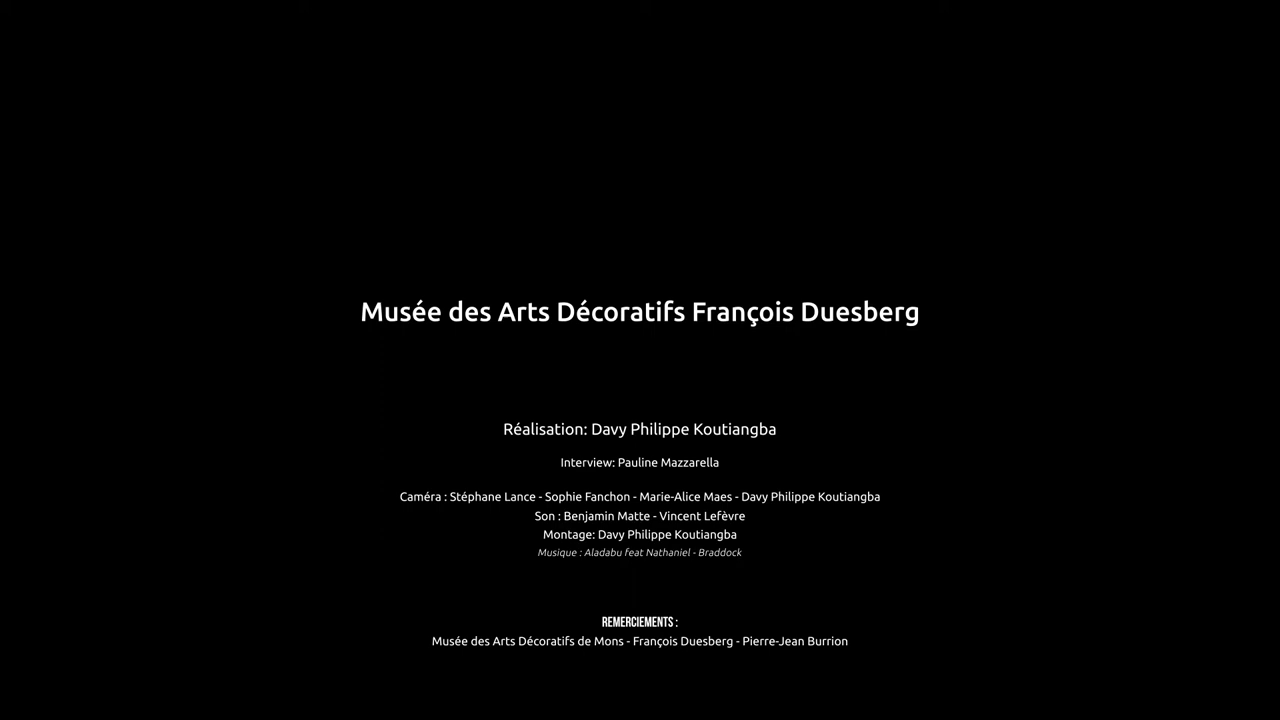 Musée des Arts Décoratifs François Duesberg
Réalisation: Davy Philippe Koutiangba
Interview: Pauline Mazzarella
Caméra : Stéphane Lance - Sophie Fanchon - Marie-Alice Maes - Davy Philippe Koutiangba
Son : Benjamin Matte - Vincent Lefèvre
Montage: Davy Philippe Koutiangba
Musique : Aladabu feat Nathaniel - Braddock
REMERCIEMENTS :
Musée des Arts Décoratifs de Mons - François Duesberg - Pierre-Jean Burrion